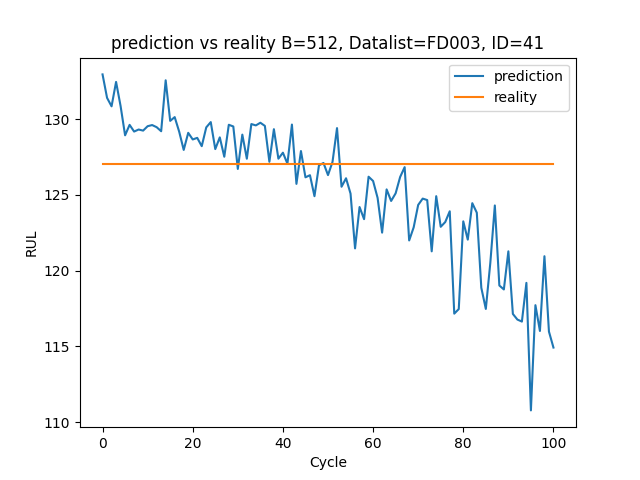 prediction vs reality B=512, Datalist=FD003, ID=41
prediction
reality
RUL
130
125
120
115
110
0 20 40 60 80 100
Cycle